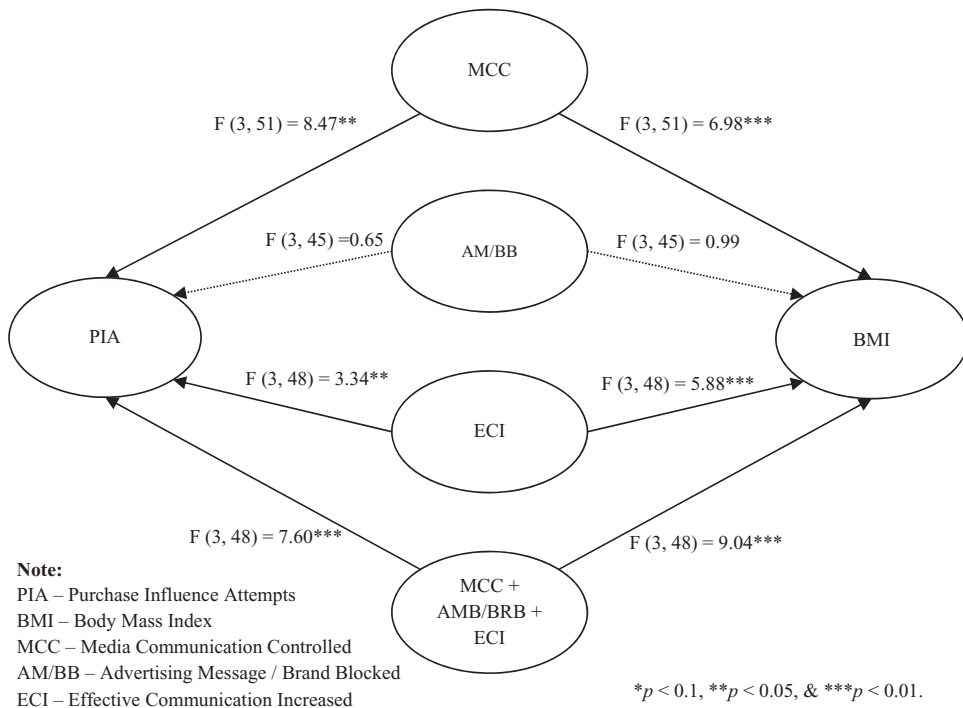 MCC
F (3, 51) = 8.47**
F (3, 51) = 6.98***
F (3, 45) =0.65
AM/BB
F (3, 45) = 0.99
PIA
BMI
F (3, 48) = 3.34**
F (3, 48) = 5.88***
ECI
F (3, 48) = 7.60***
F (3, 48) = 9.04***
MCC +
AMB/BRB +
ECI
Note:
PIA – Purchase Influence Attempts
BMI – Body Mass Index
MCC – Media Communication Controlled
AM/BB – Advertising Message / Brand Blocked
ECI – Effective Communication Increased
*p < 0.1, **p < 0.05, & ***p < 0.01.